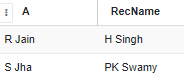 A RecName
R Jain H Singh
S Jha PK Swamy